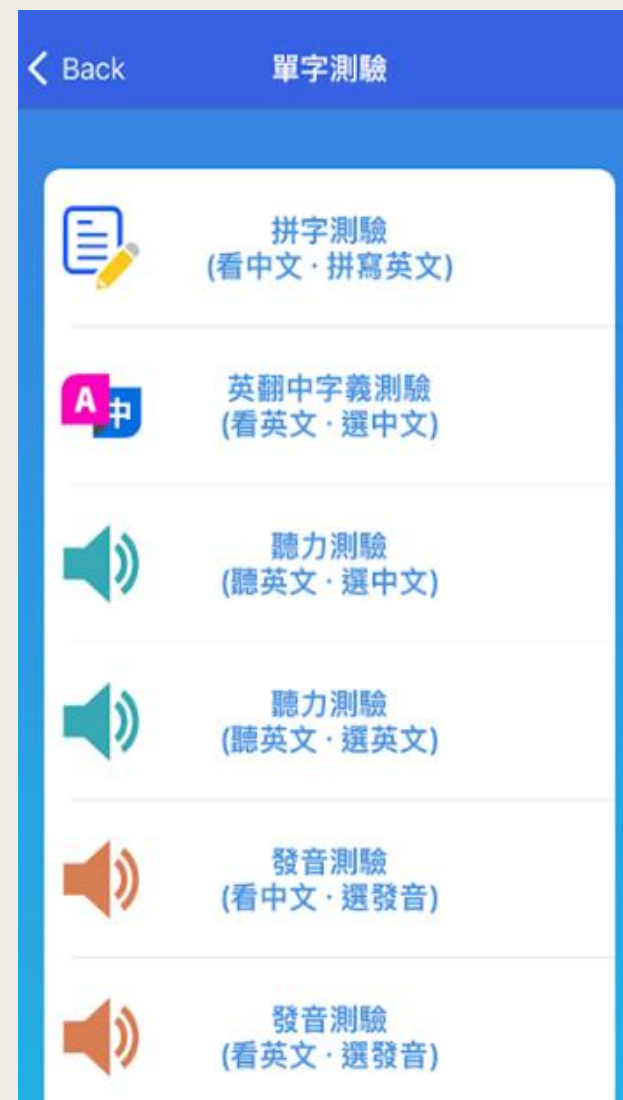 Back
單字測驗
拼字測驗
(看中文 · 拼寫英文)
A 中
英翻中字義測驗
(看英文 · 選中文)
聽力測驗
(聽英文 · 選中文)
聽力測驗
(聽英文 · 選英文)
發音測驗
(看中文 · 選發音)
發音測驗
(看英文 · 選發音)